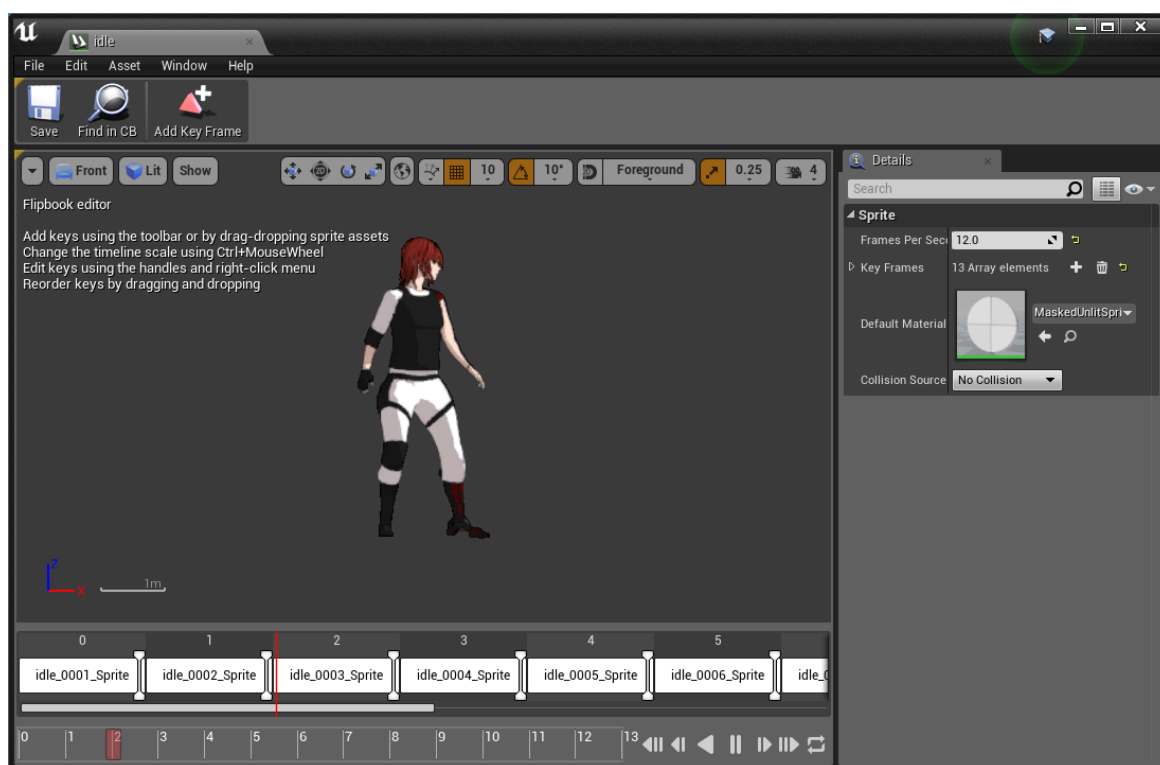 idle
File Edit Asset Window Help
Save Find in CB Add Key Frame
Front Lit Show 10 10° Foreground 0.25 4
Flipbook editor
Add keys using the toolbar or by drag-dropping sprite assets
Change the timeline scale using Ctrl+MouseWheel
Edit keys using the handles and right-click menu
Reorder keys by dragging and dropping
Z
X
1m
Details
Search
Sprite
Frames Per Sec 12.0
Key Frames 13 Array elements
Default Material MaskedUnlitSpri
Collision Source No Collision
0 1 2 3 4 5
idle_0001_Sprite idle_0002_Sprite idle_0003_Sprite idle_0004_Sprite idle_0005_Sprite idle_0006_Sprite idle_0
0 1 2 3 4 5 6 7 8 9 10 11 12 13